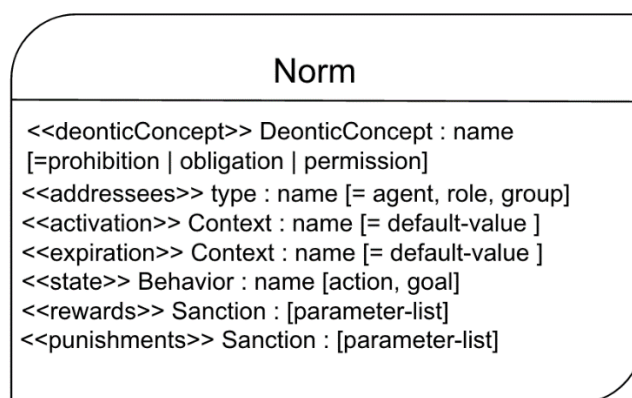 Norm
<<deonticConcept>> DeonticConcept : name
[=prohibition | obligation | permission]
<<addressees>> type : name [= agent, role, group]
<<activation>> Context : name [= default-value ]
<<expiration>> Context : name [= default-value ]
<<state>> Behavior : name [action, goal]
<<rewards>> Sanction : [parameter-list]
<<punishments>> Sanction : [parameter-list]